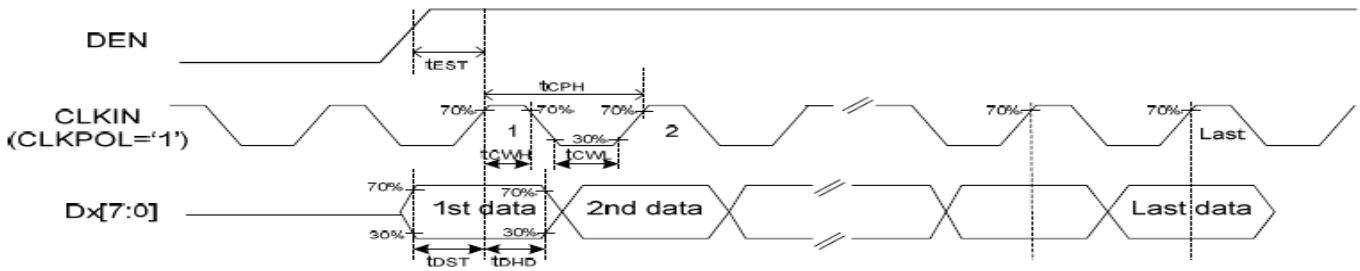 DEN
tEST
tCPH
CLKIN
(CLKPOL='1')
70%
70%
70%
70%
70%
1
2
Last
30%
tCWH
tCWL
Dx[7:0]
70%
70%
1st data
2nd data
Last data
30%
30%
tDST
tDHD